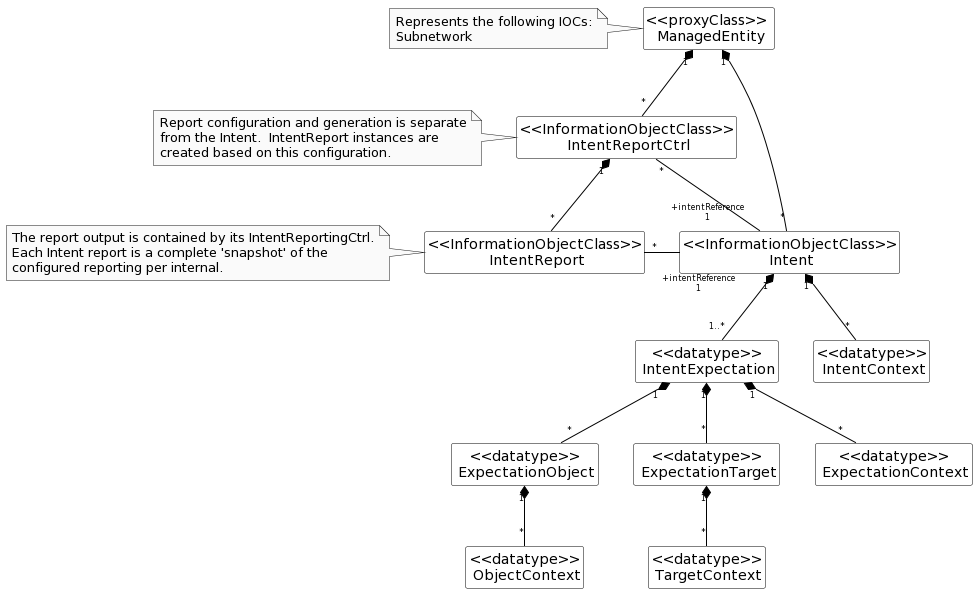 Represents the following IOCs:
Subnetwork
<<proxyClass>>
ManagedEntity
1
1
*
Report configuration and generation is separate
from the Intent.  IntentReport instances are
created based on this configuration.
<<InformationObjectClass>>
IntentReportCtrl
1
*
+intentReference
1
*
*
The report output is contained by its IntentReportingCtrl.
Each Intent report is a complete 'snapshot' of the
configured reporting per internal.
<<InformationObjectClass>>
IntentReport
*
<<InformationObjectClass>>
Intent
+intentReference
1
1
1
1..*
*
<<datatype>>
IntentExpectation
<<datatype>>
IntentContext
1
1
1
*
*
*
<<datatype>>
ExpectationObject
<<datatype>>
ExpectationTarget
<<datatype>>
ExpectationContext
1
1
*
*
<<datatype>>
ObjectContext
<<datatype>>
TargetContext